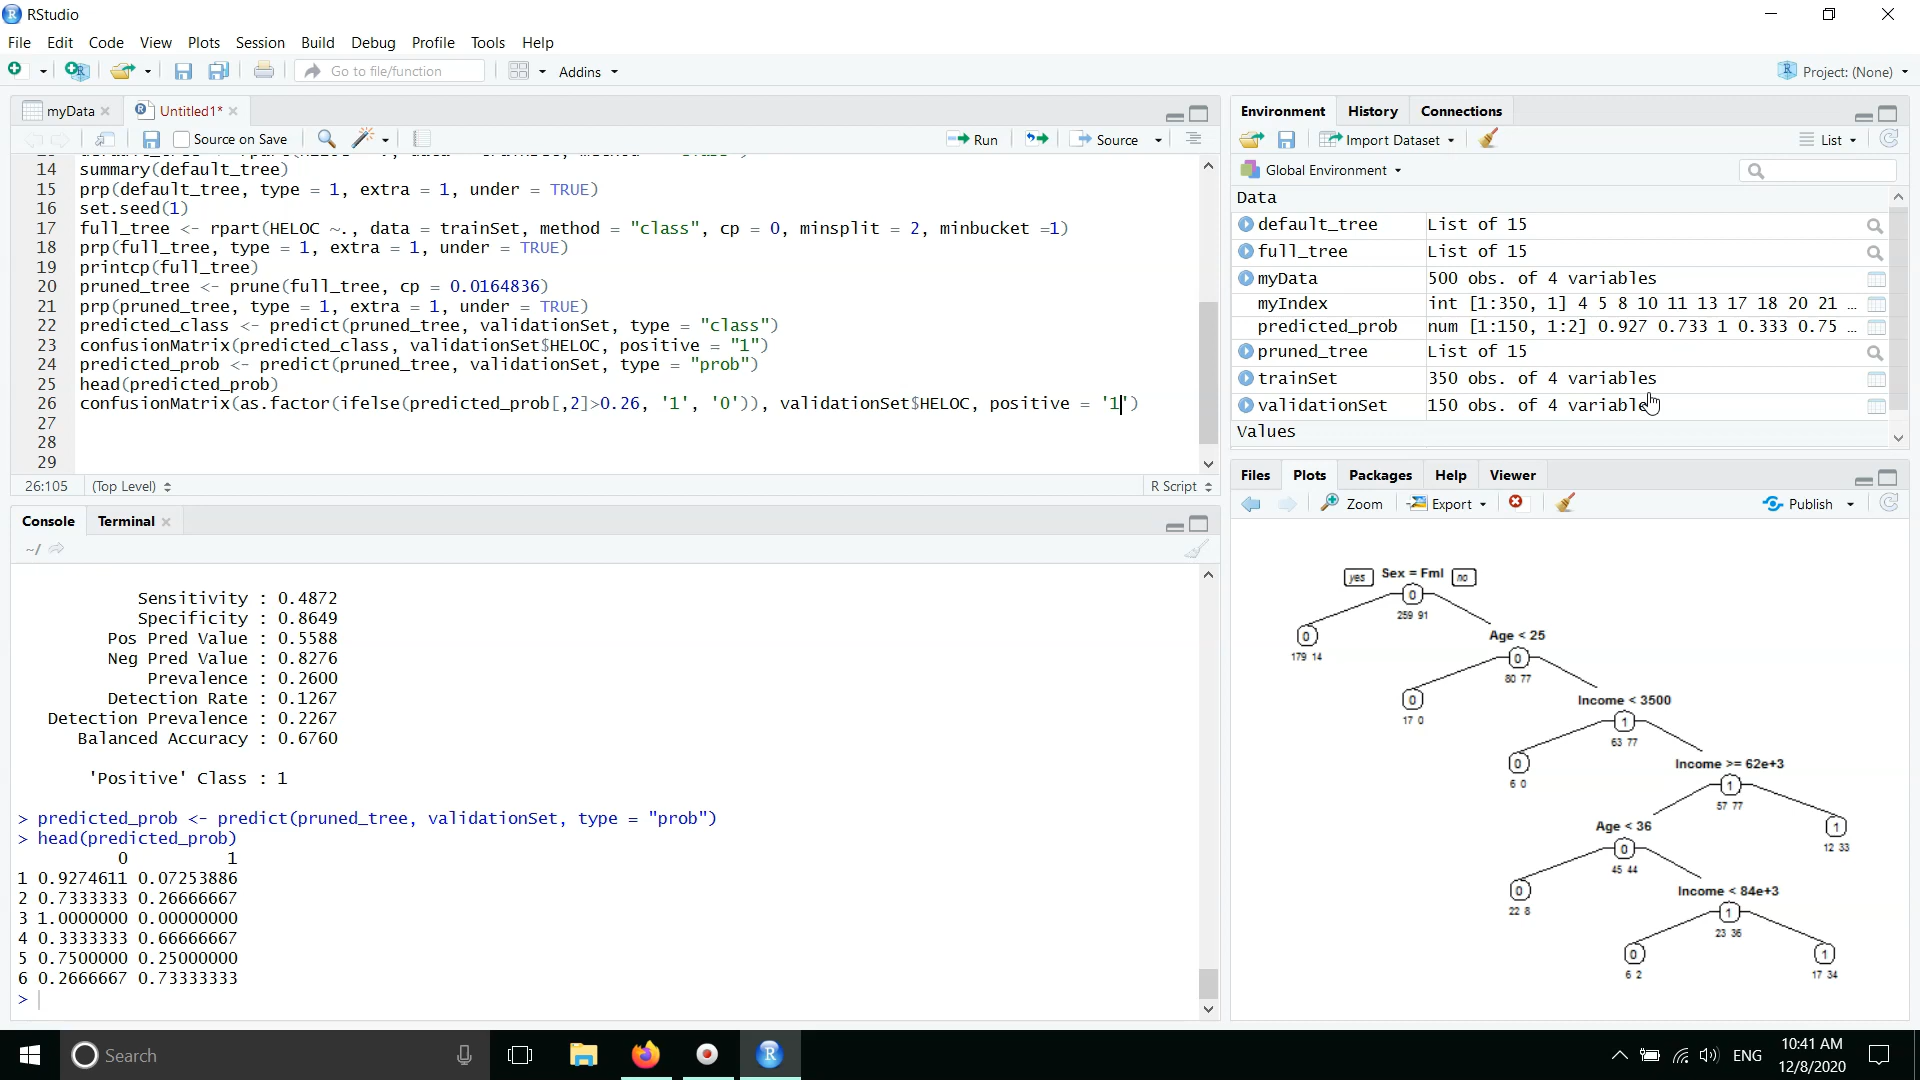 RStudio
File Edit Code View Plots Session Build Debug Profile Tools Help
Go to file/function Addins Project: (None)
myData Untitled1*
Source on Save Run Source
14 summary(default_tree)
15 prp(default_tree, type = 1, extra = 1, under = TRUE)
16 set.seed(1)
17 full_tree <- rpart(HELOC ~., data = trainSet, method = "class", cp = 0, minsplit = 2, minbucket =1)
18 prp(full_tree, type = 1, extra = 1, under = TRUE)
19 printcp(full_tree)
20 pruned_tree <- prune(full_tree, cp = 0.0164836)
21 prp(pruned_tree, type = 1, extra = 1, under = TRUE)
22 predicted_class <- predict(pruned_tree, validationSet, type = "class")
23 confusionMatrix(predicted_class, validationSet$HELOC, positive = "1")
24 predicted_prob <- predict(pruned_tree, validationSet, type = "prob")
25 head(predicted_prob)
26 confusionMatrix(as.factor(ifelse(predicted_prob[,2]>0.26, '1', '0')), validationSet$HELOC, positive = '1')
27
28
29
26:105 (Top Level) R Script
Console Terminal
~/
Sensitivity : 0.4872
Specificity : 0.8649
Pos Pred Value : 0.5588
Neg Pred Value : 0.8276
Prevalence : 0.2600
Detection Rate : 0.1267
Detection Prevalence : 0.2267
Balanced Accuracy : 0.6760
'Positive' Class : 1
> predicted_prob <- predict(pruned_tree, validationSet, type = "prob")
> head(predicted_prob)
0 1
1 0.9274611 0.07253886
2 0.7333333 0.26666667
3 1.0000000 0.00000000
4 0.3333333 0.66666667
5 0.7500000 0.25000000
6 0.2666667 0.73333333
>
Environment History Connections
Import Dataset List
Global Environment
Data
default_tree List of 15
full_tree List of 15
myData 500 obs. of 4 variables
myIndex int [1:350, 1] 4 5 8 10 11 13 17 18 20 21 ...
predicted_prob num [1:150, 1:2] 0.927 0.733 1 0.333 0.75 ...
pruned_tree List of 15
trainSet 350 obs. of 4 variables
validationSet 150 obs. of 4 variables
Values
Files Plots Packages Help Viewer
Zoom Export Publish
yes Sex = Fml no
0
259 91
0 Age < 25
179 14 0
80 77
0 Income < 3500
17 0 1
63 77
0 Income >= 62e+3
6 0 1
57 77
Age < 36 1
0 12 33
45 44
0 Income < 84e+3
22 8 1
23 36
0 1
6 2 17 34
Search
ENG
10:41 AM
12/8/2020